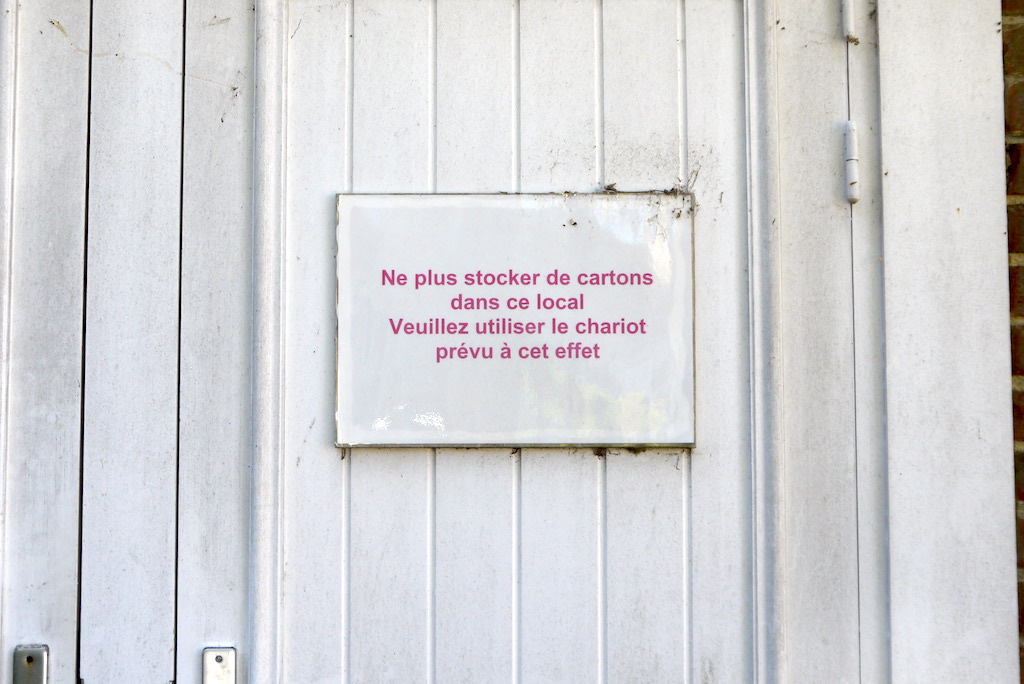 Ne plus stocker de cartons
dans ce local
Veuillez utiliser le chariot
prévu à cet effet